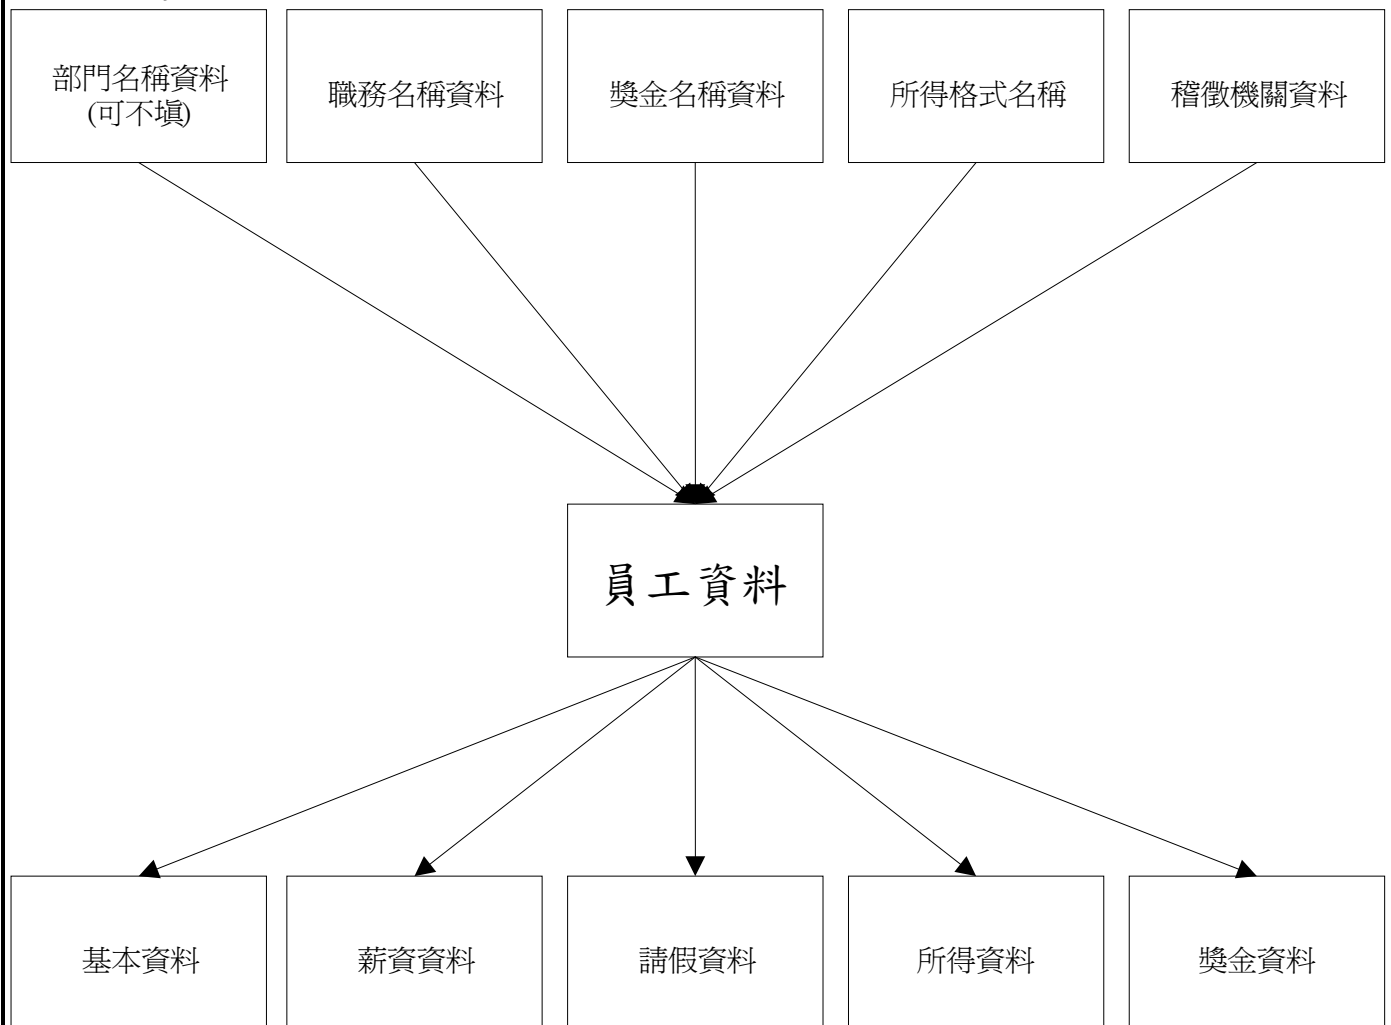 部門名稱資料
(可不填)
職務名稱資料
獎金名稱資料
所得格式名稱
稽徵機關資料
員工資料
基本資料
薪資資料
請假資料
所得資料
獎金資料